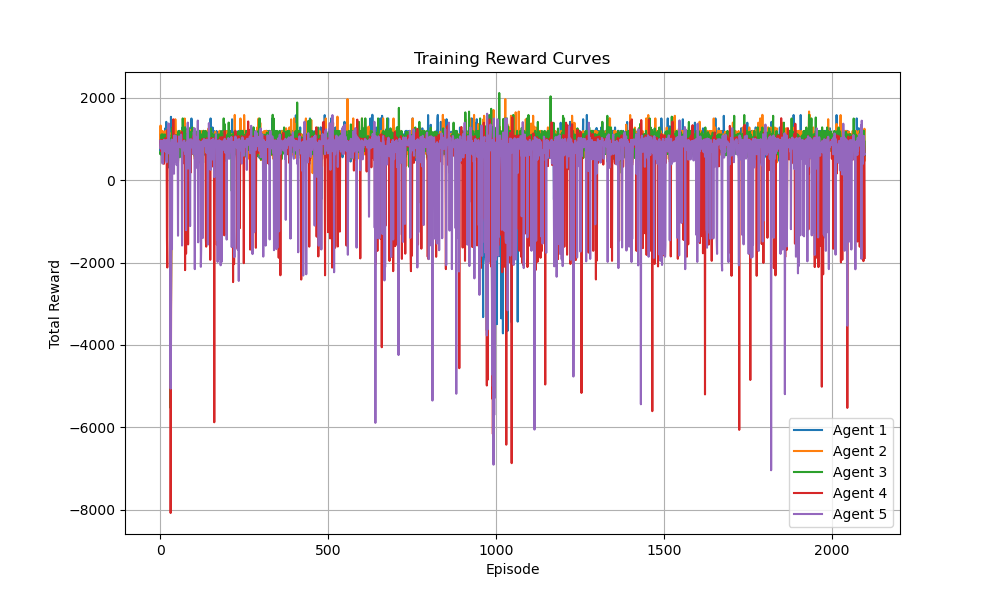 Training Reward Curves
Total Reward
2000
0
−2000
−4000
−6000
−8000
0
500
1000
1500
2000
Episode
Agent 1
Agent 2
Agent 3
Agent 4
Agent 5